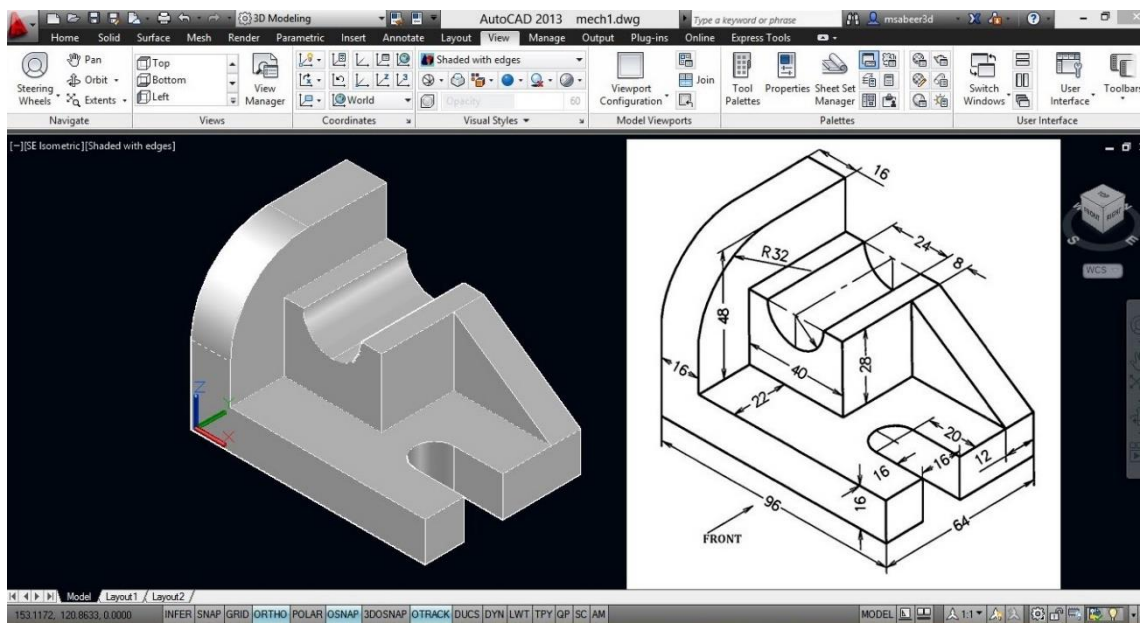 3D Modeling AutoCAD 2013 mech1.dwg Type a keyword or phrase msabeer3d
Home Solid Surface Mesh Render Parametric Insert Annotate Layout View Manage Output Plug-ins Online Express Tools
Steering Wheels
Pan
Orbit
Extents
Top
Bottom
Left
View Manager
World
Shaded with edges
Opacity 60
Viewport Configuration
Join
Tool Palettes
Properties
Sheet Set Manager
Switch Windows
User Interface
Toolbars
Navigate Views Coordinates Visual Styles Model Viewports Palettes User Interface
[−][SE Isometric][Shaded with edges]
Z
X
16
R32
24
8
48
40
28
16
22
20
16
16
12
16
96
64
FRONT
TOP
S
E
WCS
Model Layout1 Layout2
153.1172, 120.8633, 0.0000 INFER SNAP GRID ORTHO POLAR OSNAP 3DOSNAP OTRACK DUCS DYN LWT TPY QP SC AM MODEL 1:1